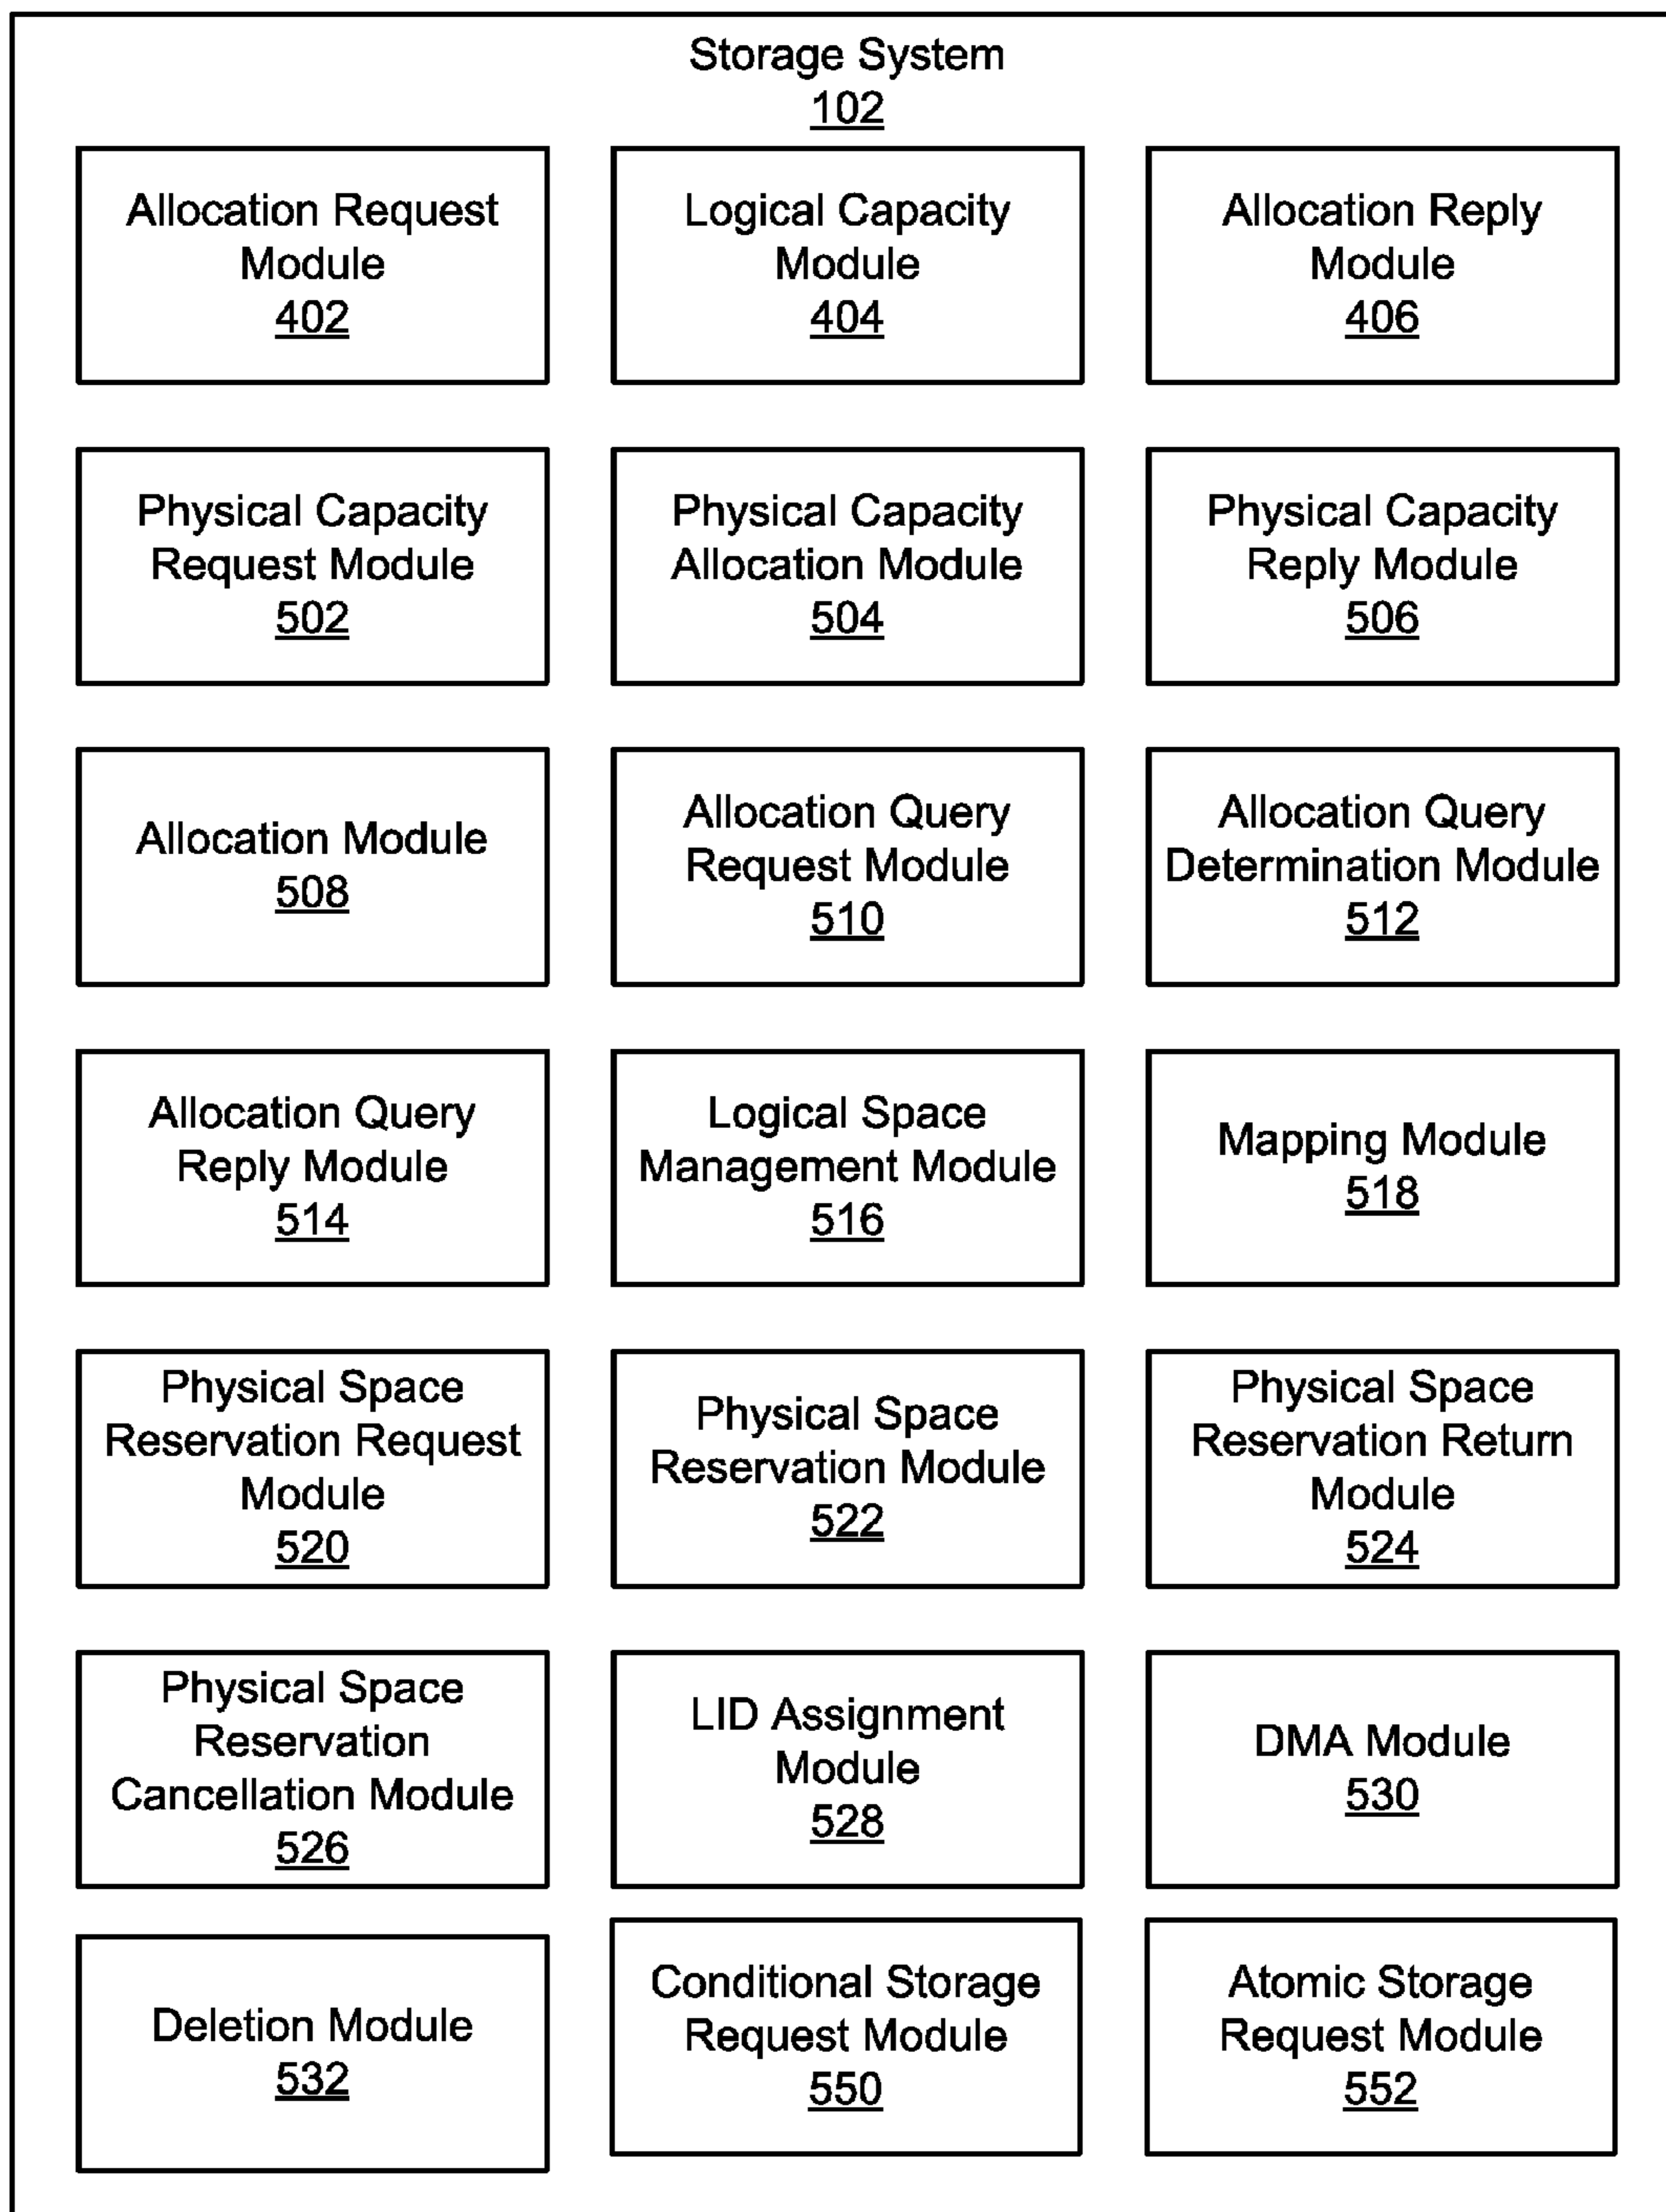 Storage System
102
Allocation Request
Module
402
Logical Capacity
Module
404
Allocation Reply
Module
406
Physical Capacity
Request Module
502
Physical Capacity
Allocation Module
504
Physical Capacity
Reply Module
506
Allocation Module
508
Allocation Query
Request Module
510
Allocation Query
Determination Module
512
Allocation Query
Reply Module
514
Logical Space
Management Module
516
Mapping Module
518
Physical Space
Reservation Request
Module
520
Physical Space
Reservation Module
522
Physical Space
Reservation Return
Module
524
Physical Space
Reservation
Cancellation Module
526
LID Assignment
Module
528
DMA Module
530
Deletion Module
532
Conditional Storage
Request Module
550
Atomic Storage
Request Module
552